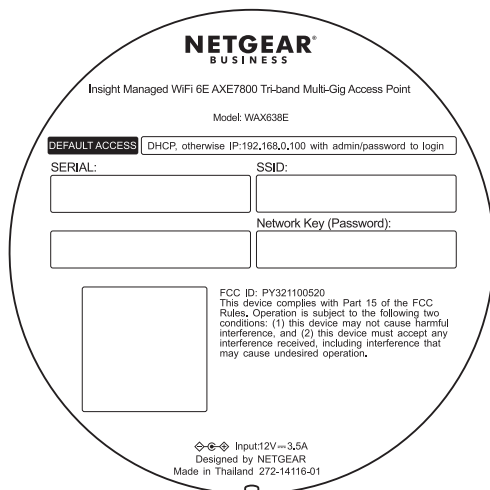 NETGEAR®
BUSINESS
Insight Managed WiFi 6E AXE7800 Tri-band Multi-Gig Access Point
Model: WAX638E
DEFAULT ACCESS DHCP, otherwise IP:192.168.0.100 with admin/password to login
SERIAL: SSID:
Network Key (Password):
FCC ID: PY321100520
This device complies with Part 15 of the FCC
Rules. Operation is subject to the following two
conditions: (1) this device may not cause harmful
interference, and (2) this device must accept any
interference received, including interference that
may cause undesired operation.
Input:12V⎓3.5A
Designed by NETGEAR
Made in Thailand 272-14116-01